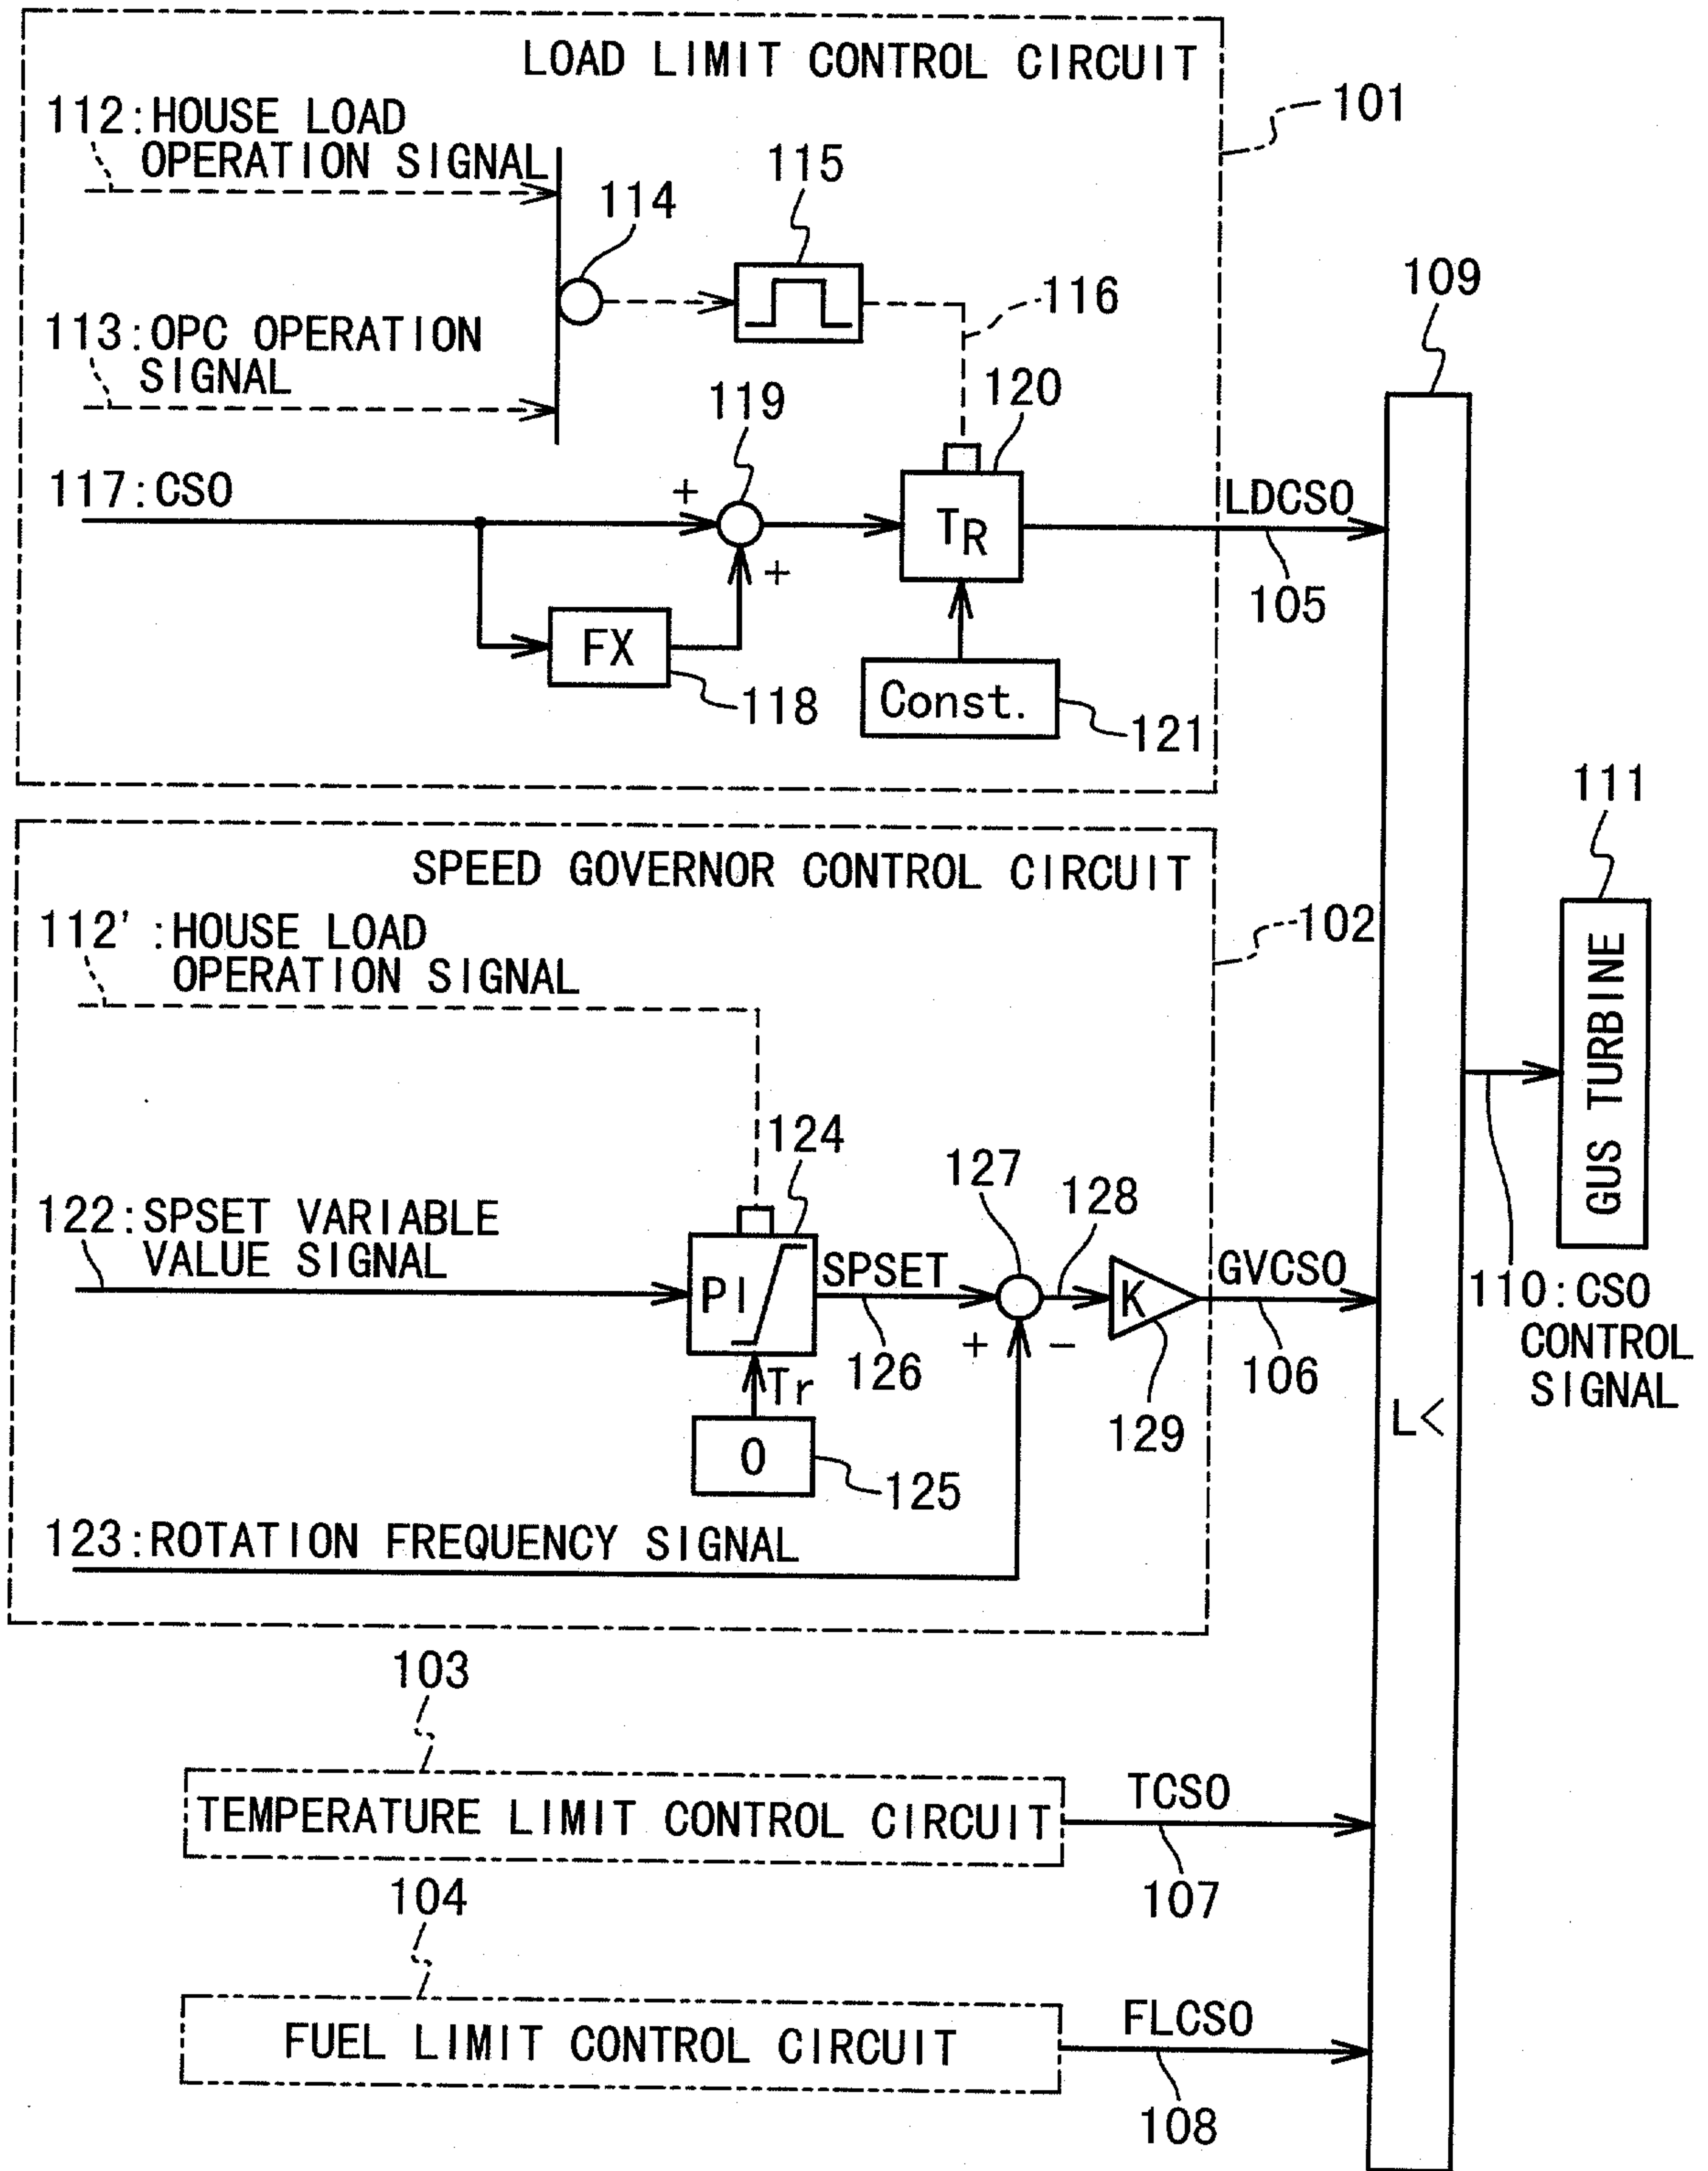 LOAD LIMIT CONTROL CIRCUIT
101
112:HOUSE LOAD
OPERATION SIGNAL
115
114
116
109
113:OPC OPERATION
SIGNAL
119
120
117:CSO
+
TR
LDCSO
105
+
FX
118
Const.
121
111
SPEED GOVERNOR CONTROL CIRCUIT
102
112':HOUSE LOAD
OPERATION SIGNAL
GUS TURBINE
124
127
128
122:SPSET VARIABLE
VALUE SIGNAL
PI
SPSET
126
+
−
K
129
GVCSO
106
110:CSO
CONTROL
SIGNAL
Tr
0
125
L<
123:ROTATION FREQUENCY SIGNAL
103
TEMPERATURE LIMIT CONTROL CIRCUIT
TCSO
107
104
FUEL LIMIT CONTROL CIRCUIT
FLCSO
108